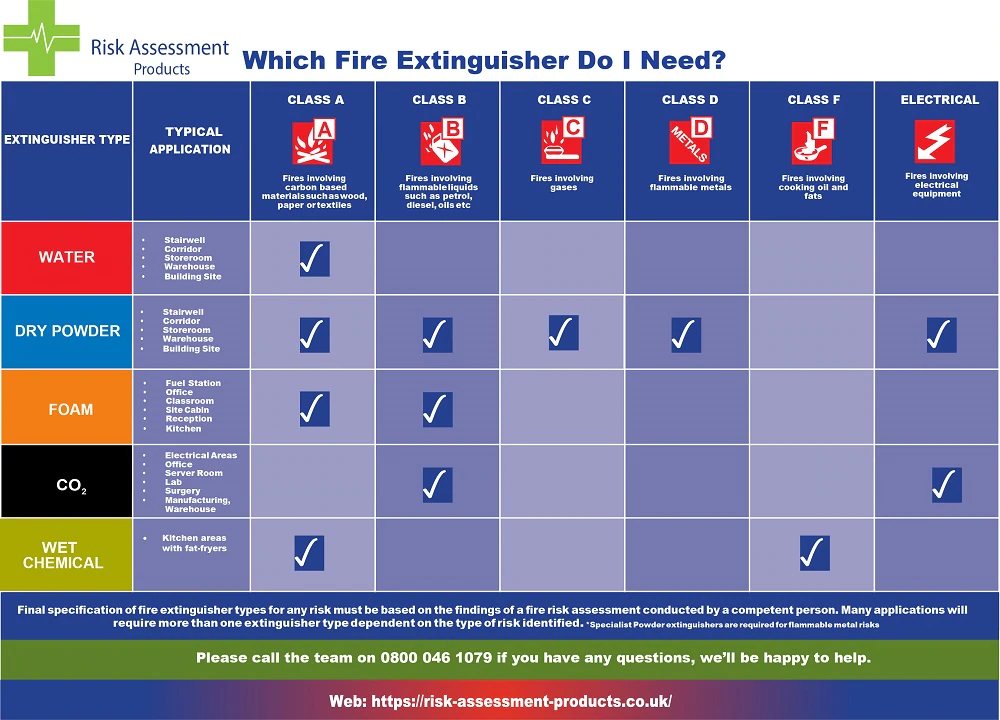 Risk Assessment
Products
Which Fire Extinguisher Do I Need?
EXTINGUISHER TYPE
TYPICAL
APPLICATION
CLASS A
A
Fires involving
carbon based
materials such as wood,
paper or textiles
CLASS B
B
Fires involving
flammable liquids
such as petrol,
diesel, oils etc
CLASS C
C
Fires involving
gases
CLASS D
D
METALS
Fires involving
flammable metals
CLASS F
F
Fires involving
cooking oil and
fats
ELECTRICAL
Fires involving
electrical
equipment
WATER
• Stairwell
• Corridor
• Storeroom
• Warehouse
• Building Site
DRY POWDER
• Stairwell
• Corridor
• Storeroom
• Warehouse
• Building Site
FOAM
• Fuel Station
• Office
• Classroom
• Site Cabin
• Reception
• Kitchen
CO₂
• Electrical Areas
• Office
• Server Room
• Lab
• Surgery
• Manufacturing,
Warehouse
WET
CHEMICAL
• Kitchen areas
with fat-fryers
Final specification of fire extinguisher types for any risk must be based on the findings of a fire risk assessment conducted by a competent person. Many applications will
require more than one extinguisher type dependent on the type of risk identified. *Specialist Powder extinguishers are required for flammable metal risks
Please call the team on 0800 046 1079 if you have any questions, we'll be happy to help.
Web: https://risk-assessment-products.co.uk/